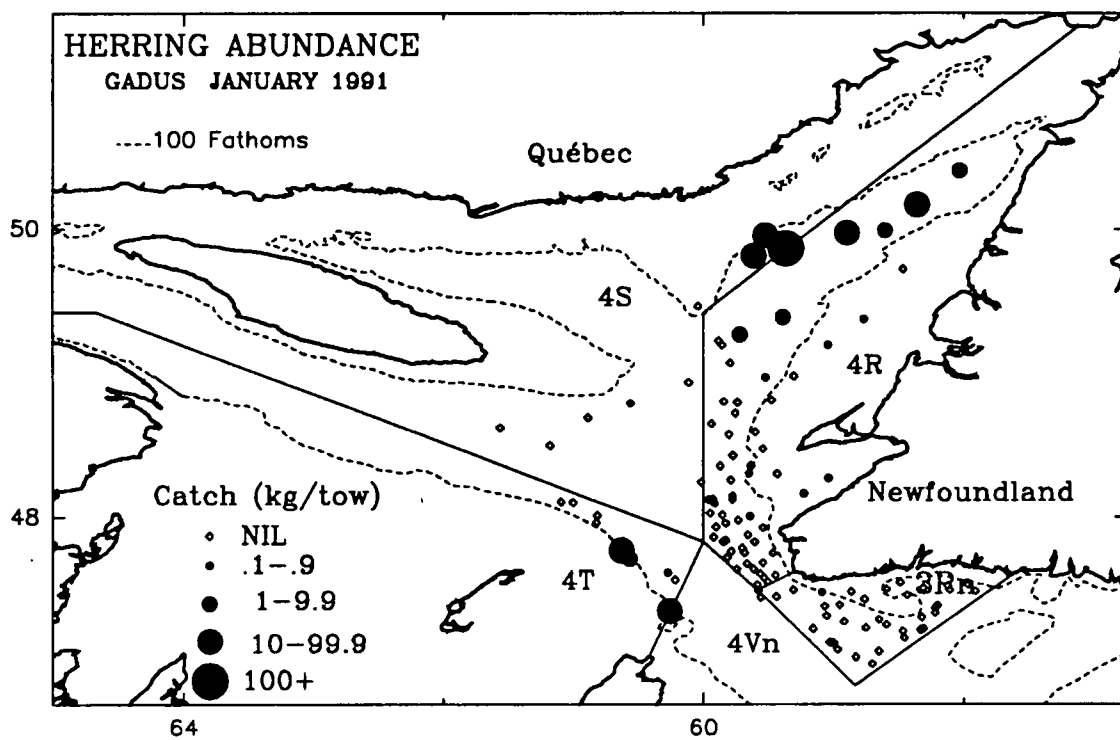 HERRING ABUNDANCE
GADUS JANUARY 1991
----100 Fathoms
Québec
50
4S
4R
Catch (kg/tow)
NIL
.1-.9
1-9.9
10-99.9
100+
Newfoundland
48
4T
3Rn
4Vn
64
60